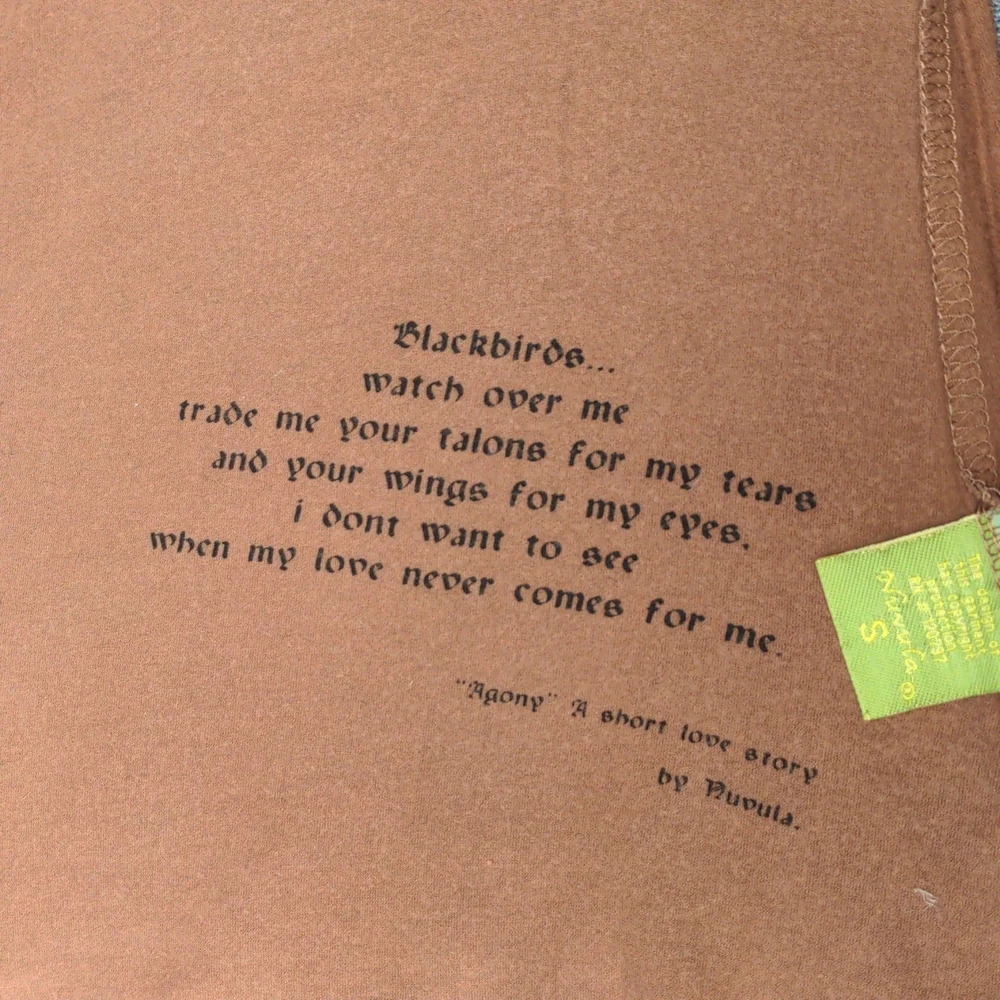 Blackbirds...
watch over me
trade me your talons for my tears
and your wings for my eyes.
i dont want to see
when my love never comes for me.
"Agony" A short love story
by Nuvula.
Nuvula ©
S